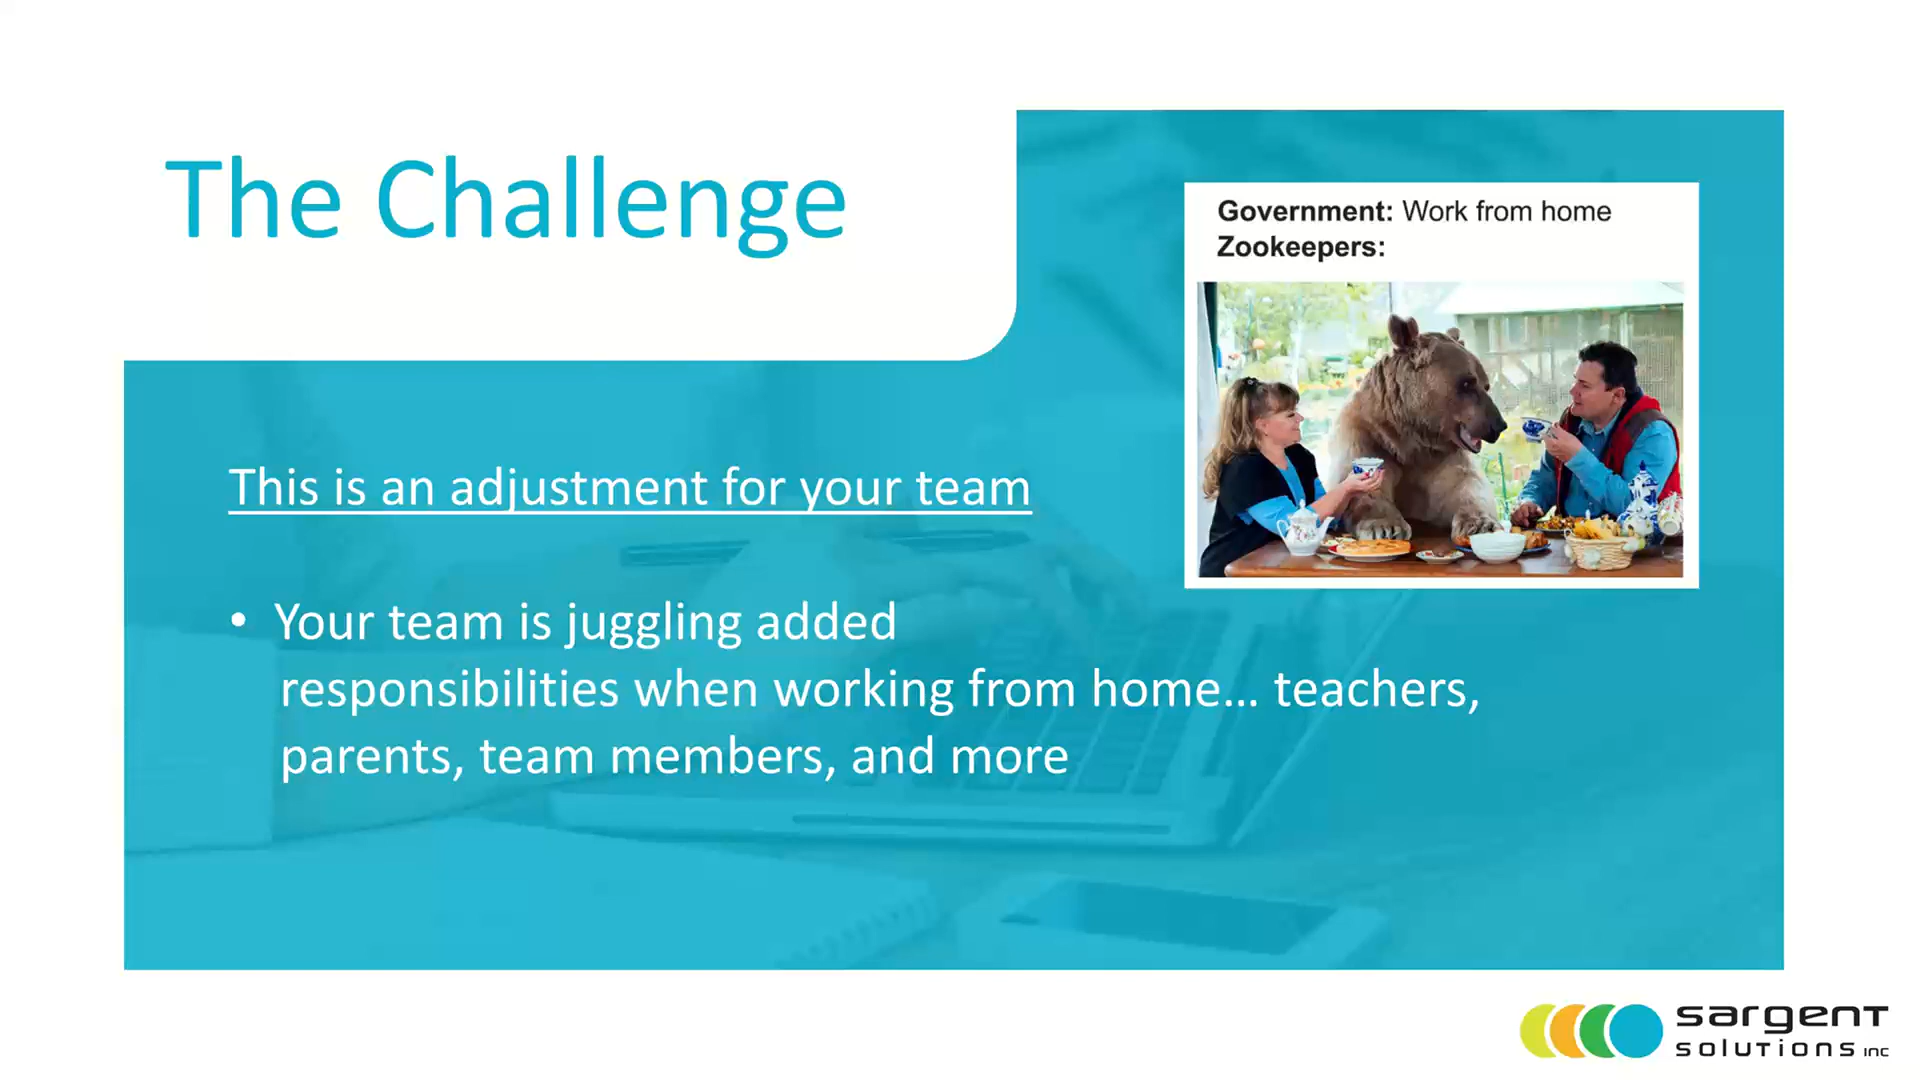 The Challenge
Government: Work from home
Zookeepers:
This is an adjustment for your team
• Your team is juggling added
responsibilities when working from home... teachers,
parents, team members, and more
sargent
solutions inc